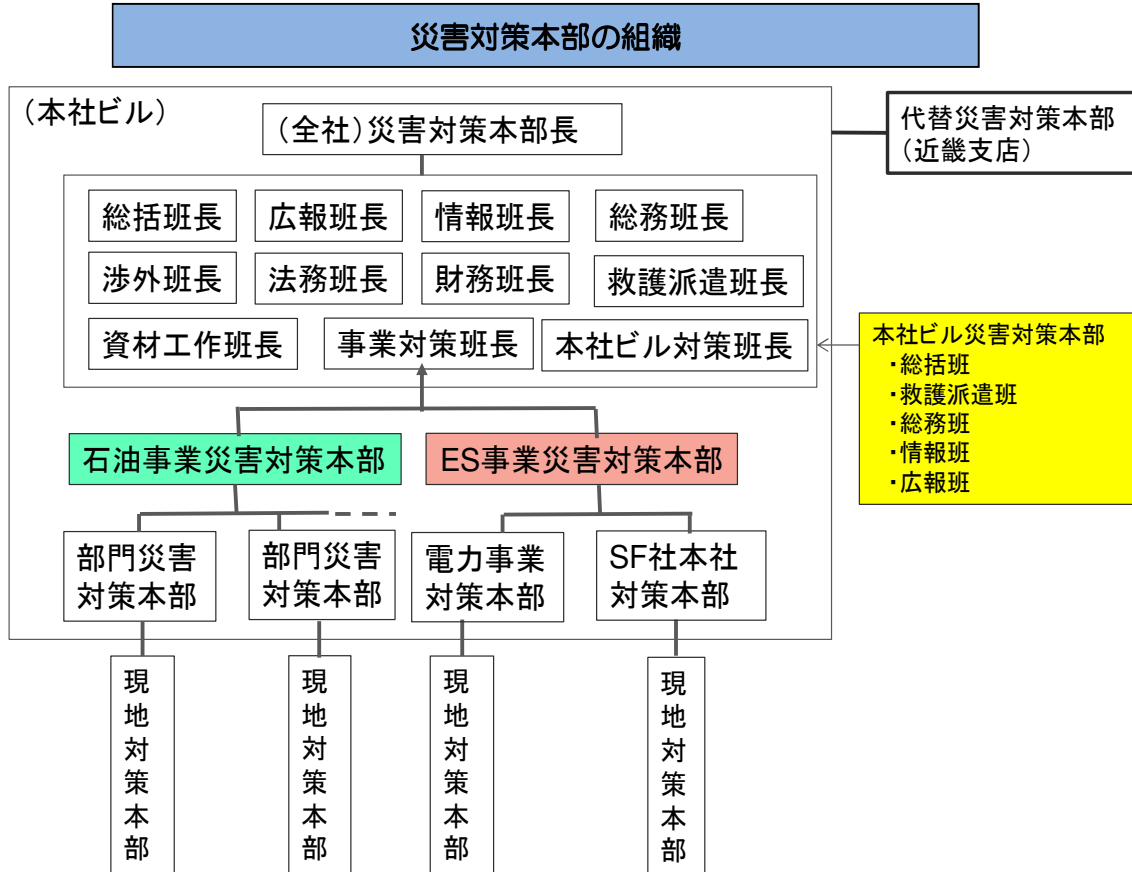 災害対策本部の組織
（本社ビル）
（全社）災害対策本部長
代替災害対策本部
（近畿支店）
総括班長
広報班長
情報班長
総務班長
渉外班長
法務班長
財務班長
救護派遣班長
資材工作班長
事業対策班長
本社ビル対策班長
本社ビル災害対策本部
・総括班
・救護派遣班
・総務班
・情報班
・広報班
石油事業災害対策本部
ES事業災害対策本部
部門災害
対策本部
部門災害
対策本部
電力事業
対策本部
SF社本社
対策本部
現地対策本部
現地対策本部
現地対策本部
現地対策本部